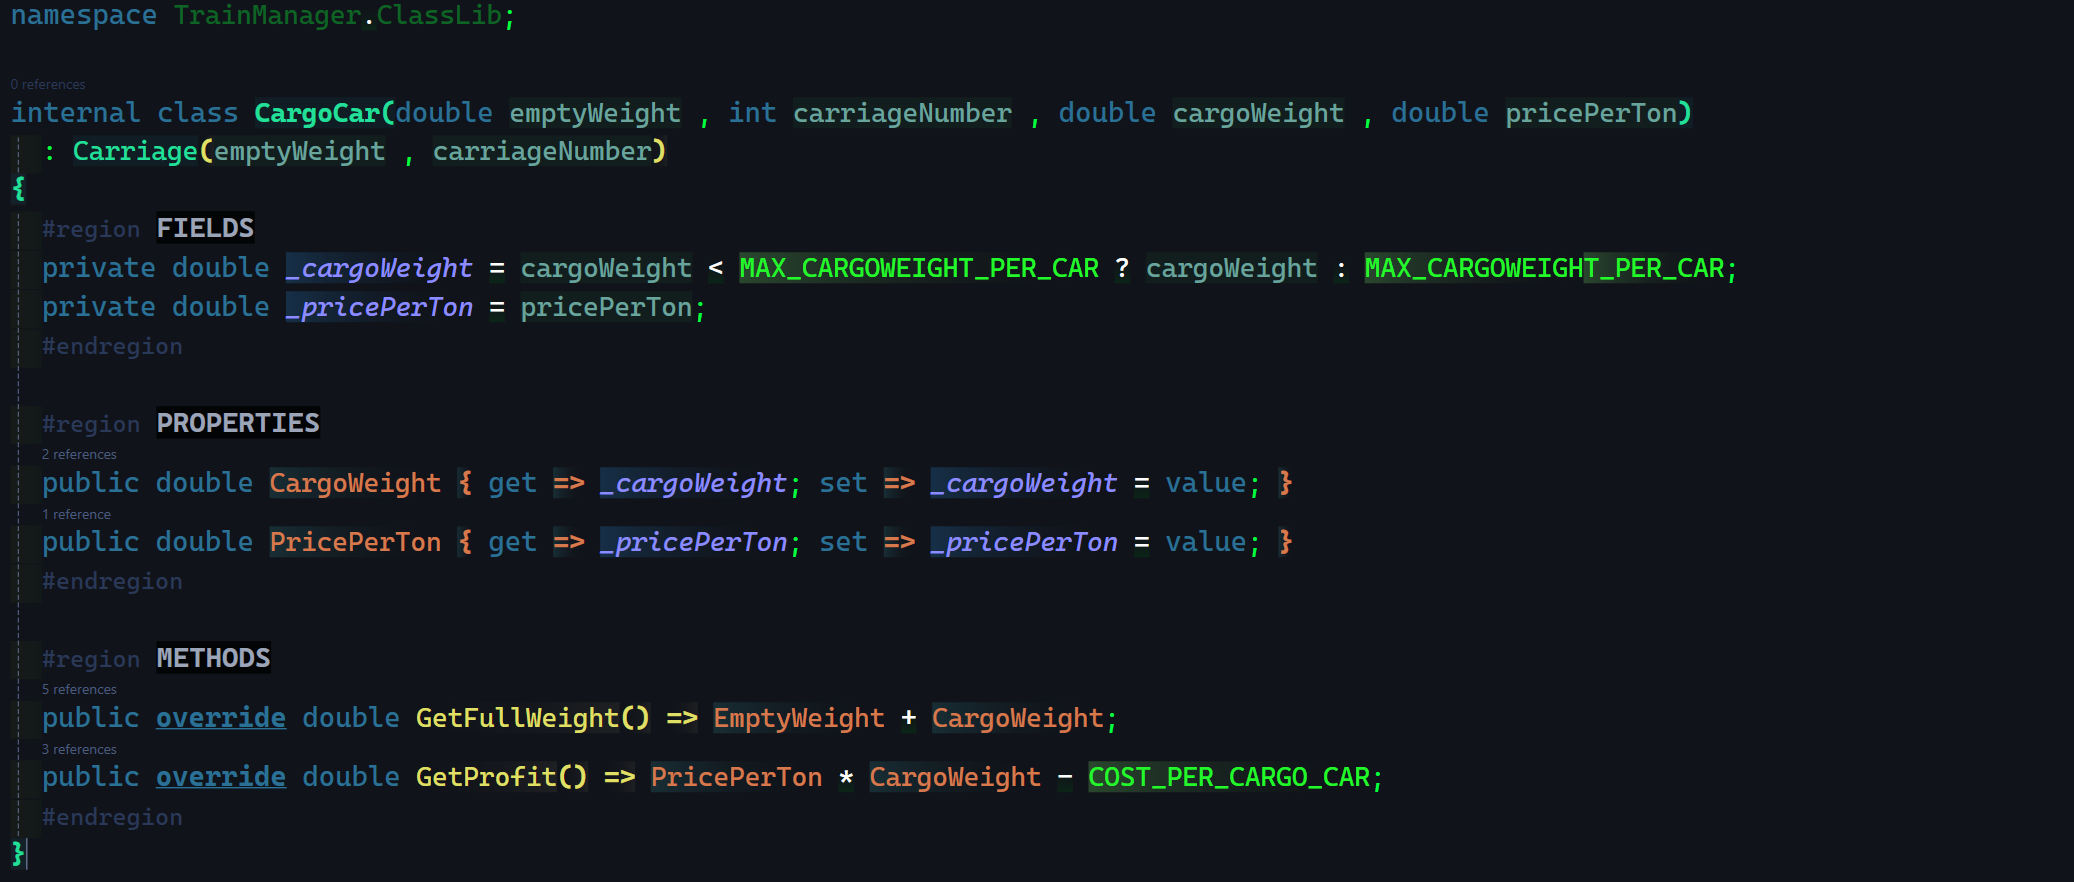 namespace TrainManager.ClassLib;
0 references
internal class CargoCar(double emptyWeight , int carriageNumber , double cargoWeight , double pricePerTon)
: Carriage(emptyWeight , carriageNumber)
{
#region FIELDS
private double _cargoWeight = cargoWeight < MAX_CARGOWEIGHT_PER_CAR ? cargoWeight : MAX_CARGOWEIGHT_PER_CAR;
private double _pricePerTon = pricePerTon;
#endregion
#region PROPERTIES
2 references
public double CargoWeight { get => _cargoWeight; set => _cargoWeight = value; }
1 reference
public double PricePerTon { get => _pricePerTon; set => _pricePerTon = value; }
#endregion
#region METHODS
5 references
public override double GetFullWeight() => EmptyWeight + CargoWeight;
3 references
public override double GetProfit() => PricePerTon * CargoWeight - COST_PER_CARGO_CAR;
#endregion
}